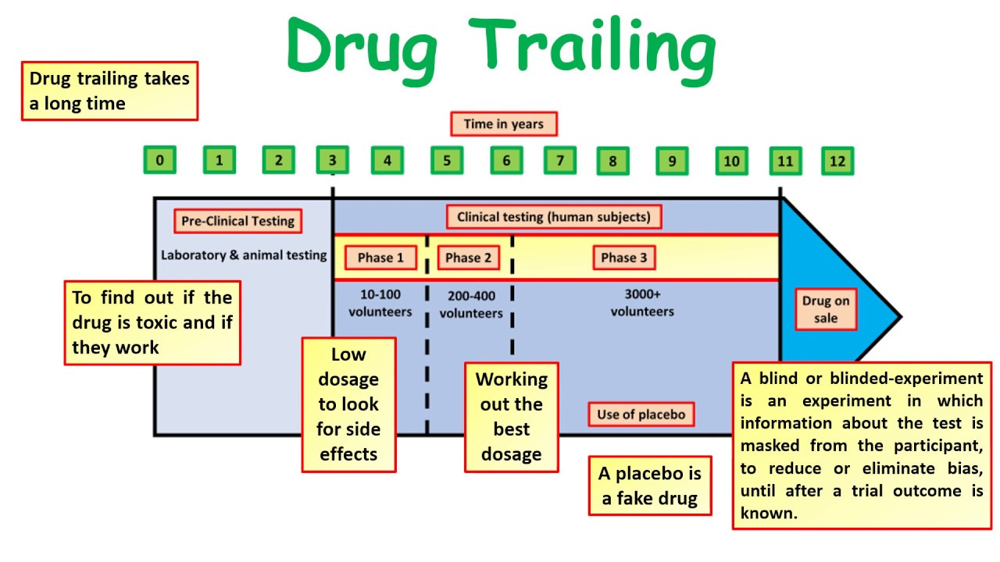 Drug Trailing
Drug trailing takes
a long time
Time in years
0 1 2 3 4 5 6 7 8 9 10 11 12
Pre-Clinical Testing
Laboratory & animal testing
To find out if the
drug is toxic and if
they work
Clinical testing (human subjects)
Phase 1
Phase 2
Phase 3
10-100
volunteers
200-400
volunteers
3000+
volunteers
Low
dosage
to look
for side
effects
Working
out the
best
dosage
Use of placebo
A placebo is
a fake drug
Drug on
sale
A blind or blinded-experiment
is an experiment in which
information about the test is
masked from the participant,
to reduce or eliminate bias,
until after a trial outcome is
known.